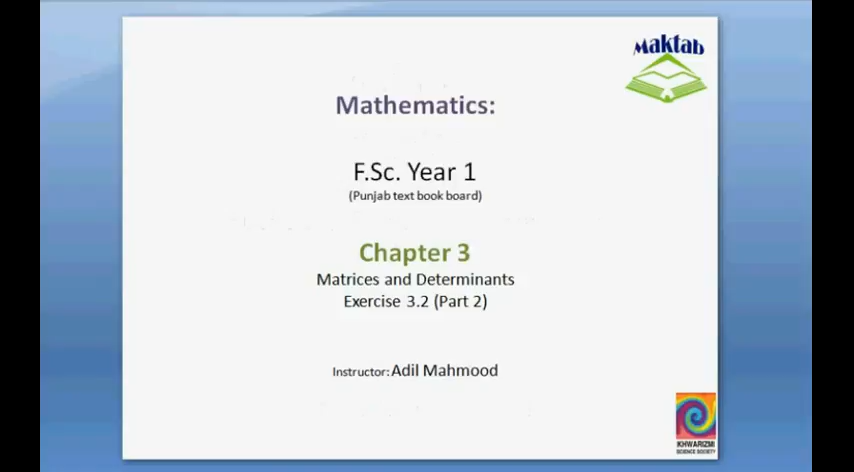 Maktab
Mathematics:
F.Sc. Year 1
(Punjab text book board)
Chapter 3
Matrices and Determinants
Exercise 3.2 (Part 2)
Instructor: Adil Mahmood
KHWARIZMI
SCIENCE SOCIETY